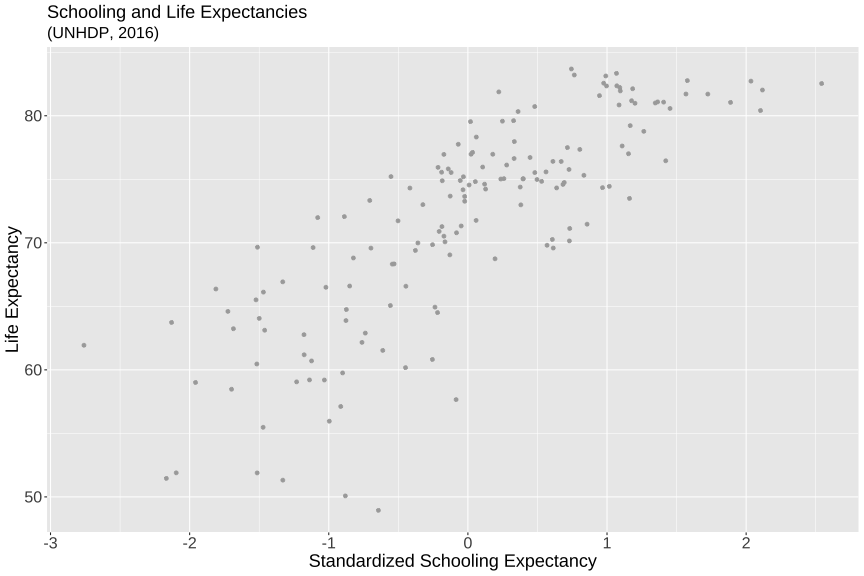 Schooling and Life Expectancies
(UNHDP, 2016)
Life Expectancy
80
70
60
50
-3 -2 -1 0 1 2
Standardized Schooling Expectancy